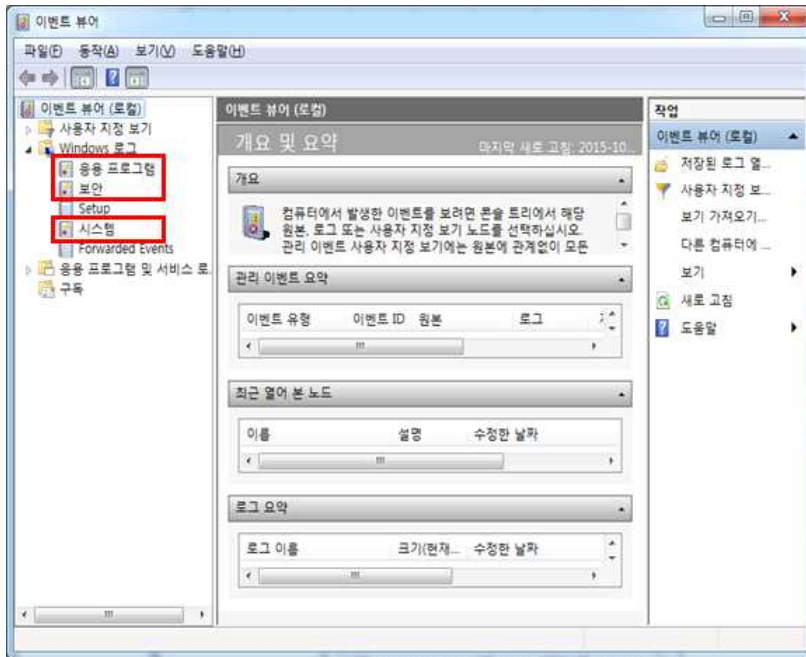 이벤트 뷰어
파일(F) 동작(A) 보기(V) 도움말(H)
이벤트 뷰어 (로컬)
사용자 지정 보기
Windows 로그
응용 프로그램
보안
Setup
시스템
Forwarded Events
응용 프로그램 및 서비스 로
구독
이벤트 뷰어 (로컬)
개요 및 요약 마지막 새로 고침: 2015-10...
개요
컴퓨터에서 발생한 이벤트를 보려면 콘솔 트리에서 해당
원본, 로그 또는 사용자 지정 보기 노드를 선택하십시오.
관리 이벤트 사용자 지정 보기에는 원본에 관계없이 모든
관리 이벤트 요약
이벤트 유형 이벤트 ID 원본 로그
최근 열어 본 노드
이름 설명 수정한 날짜
로그 요약
로그 이름 크기(현재... 수정한 날짜
작업
이벤트 뷰어 (로컬)
저장된 로그 열...
사용자 지정 보...
보기 가져오기...
다른 컴퓨터에 ...
보기
새로 고침
도움말